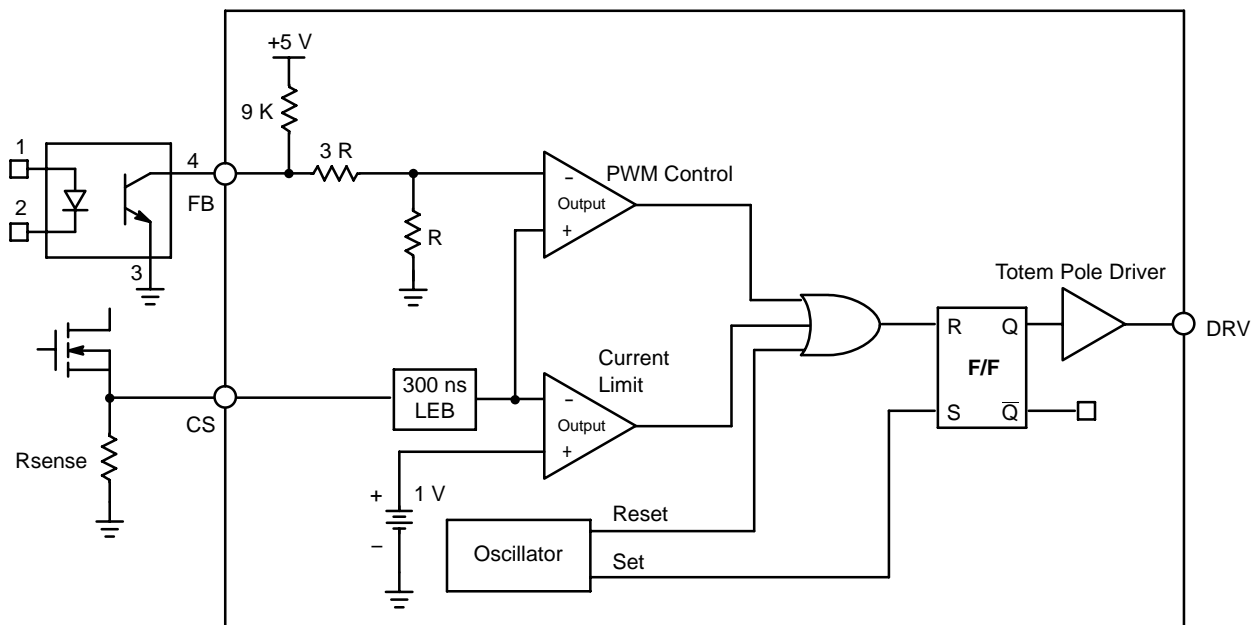 +5 V
9 K
1
4
3 R
–
PWM Control
Output
2
FB
+
R
3
Totem Pole Driver
R
Q
DRV
F/F
S
Q̅
Current
Limit
300 ns
LEB
–
Output
+
CS
Rsense
+
1 V
–
Reset
Oscillator
Set